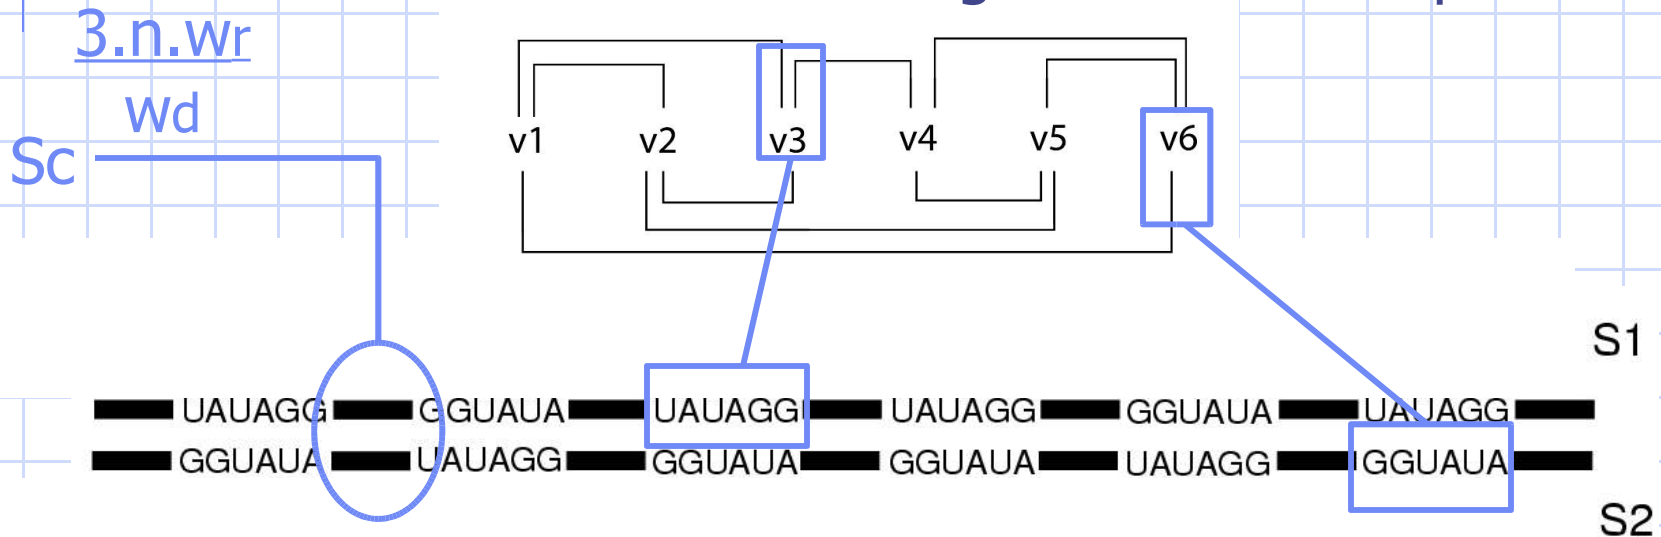 3.n.wr
Wd
Sc
v1 v2 v3 v4 v5 v6
S1
UAUAGG GGUAUA UAUAGG UAUAGG GGUAUA UAUAGG
GGUAUA UAUAGG GGUAUA GGUAUA UAUAGG GGUAUA
S2